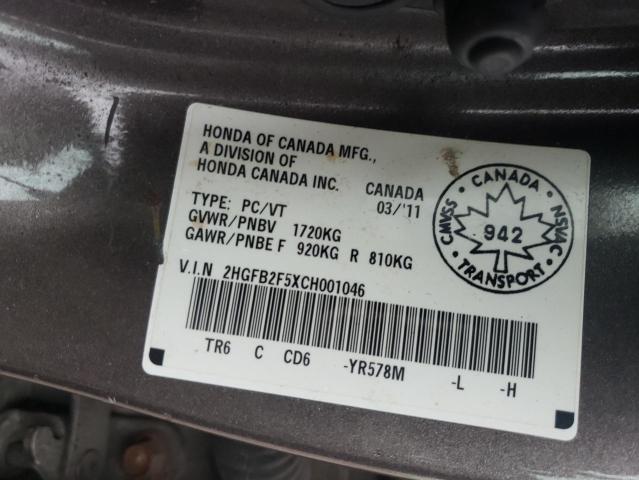 HONDA OF CANADA MFG.,
A DIVISION OF
HONDA CANADA INC. CANADA
03/'11
TYPE: PC/VT
GVWR/PNBV 1720KG
GAWR/PNBE F 920KG R 810KG
V.I.N 2HGFB2F5XCH001046
TR6 C CD6 -YR578M -L -H
CANADA
CMVSS
942
NSVAC
TRANSPORT